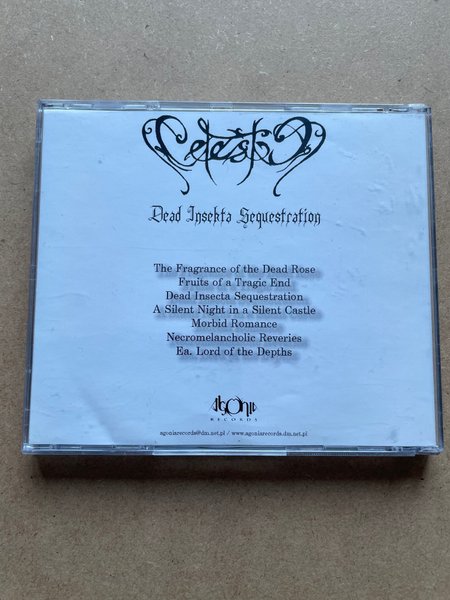 Celestia
Dead Insekta Sequestration
The Fragrance of the Dead Rose
Fruits of a Tragic End
Dead Insecta Sequestration
A Silent Night in a Silent Castle
Morbid Romance
Necromelancholic Reveries
Ea. Lord of the Depths
Agonia
RECORDS
agoniarecords@dm.net.pl / www.agoniarecords.dm.net.pl